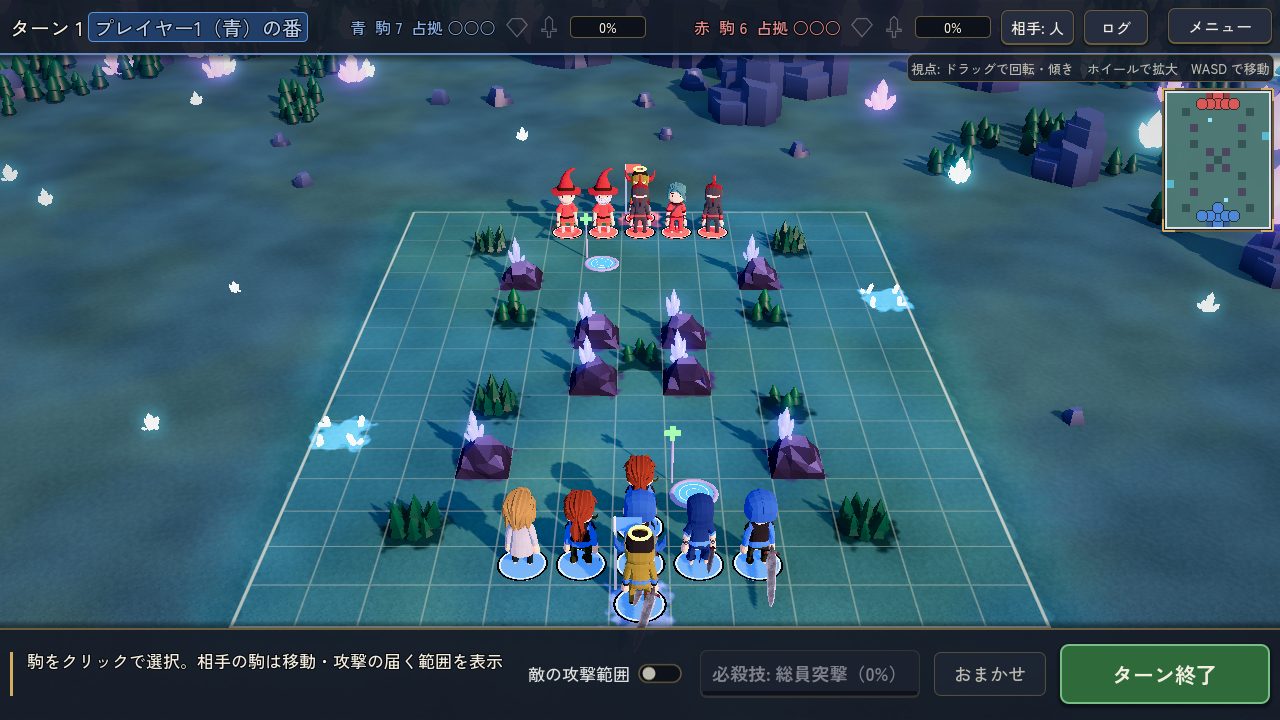 ターン 1 プレイヤー1（青）の番 青 駒 7 占拠 〇〇〇 0% 赤 駒 6 占拠 〇〇〇 0% 相手: 人 ログ メニュー
視点: ドラッグで回転・傾き ホイールで拡大 WASD で移動
駒をクリックで選択。相手の駒は移動・攻撃の届く範囲を表示
敵の攻撃範囲 必殺技: 総員突撃（0%） おまかせ ターン終了